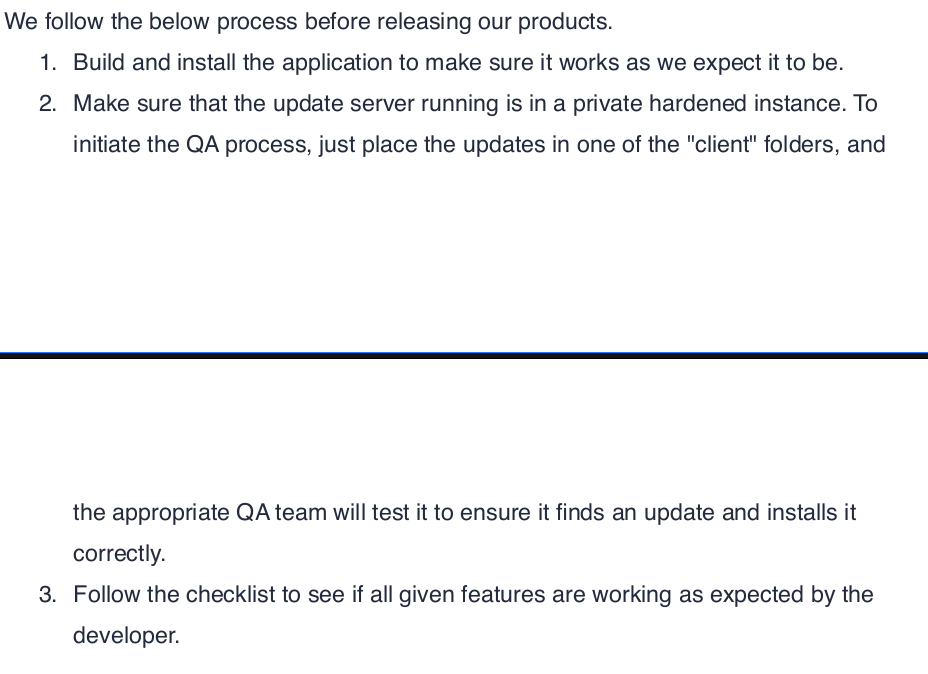 We follow the below process before releasing our products.
1. Build and install the application to make sure it works as we expect it to be.
2. Make sure that the update server running is in a private hardened instance. To
initiate the QA process, just place the updates in one of the "client" folders, and
the appropriate QA team will test it to ensure it finds an update and installs it
correctly.
3. Follow the checklist to see if all given features are working as expected by the
developer.